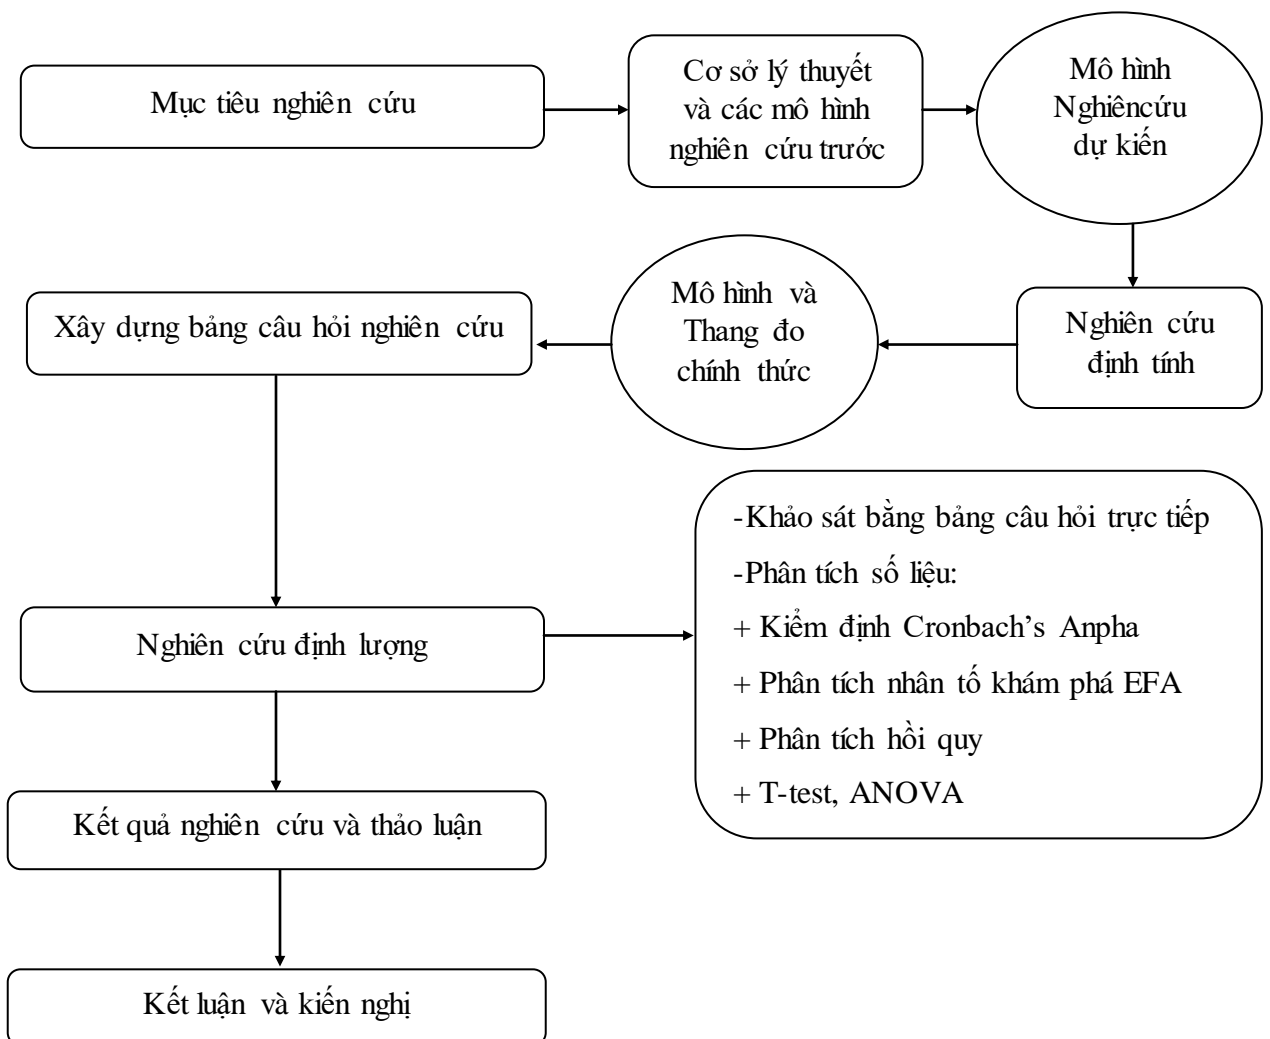 Mục tiêu nghiên cứu
Cơ sở lý thuyết
và các mô hình
nghiên cứu trước
Mô hình
Nghiêncứu
dự kiến
Nghiên cứu
định tính
Mô hình và
Thang đo
chính thức
Xây dựng bảng câu hỏi nghiên cứu
Nghiên cứu định lượng
-Khảo sát bằng bảng câu hỏi trực tiếp
-Phân tích số liệu:
+ Kiểm định Cronbach’s Anpha
+ Phân tích nhân tố khám phá EFA
+ Phân tích hồi quy
+ T-test, ANOVA
Kết quả nghiên cứu và thảo luận
Kết luận và kiến nghị